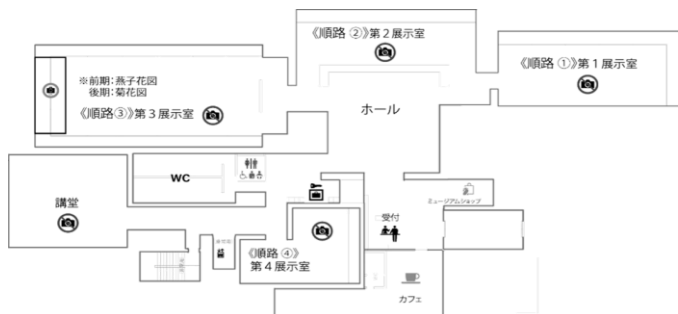 《順路 ②》第２展示室
《順路 ①》第１展示室
※前期：燕子花図
後期：菊花図
《順路③》第３展示室
ホール
WC
講堂
ミュージアムショップ
受付
《順路 ④》
第４展示室
カフェ